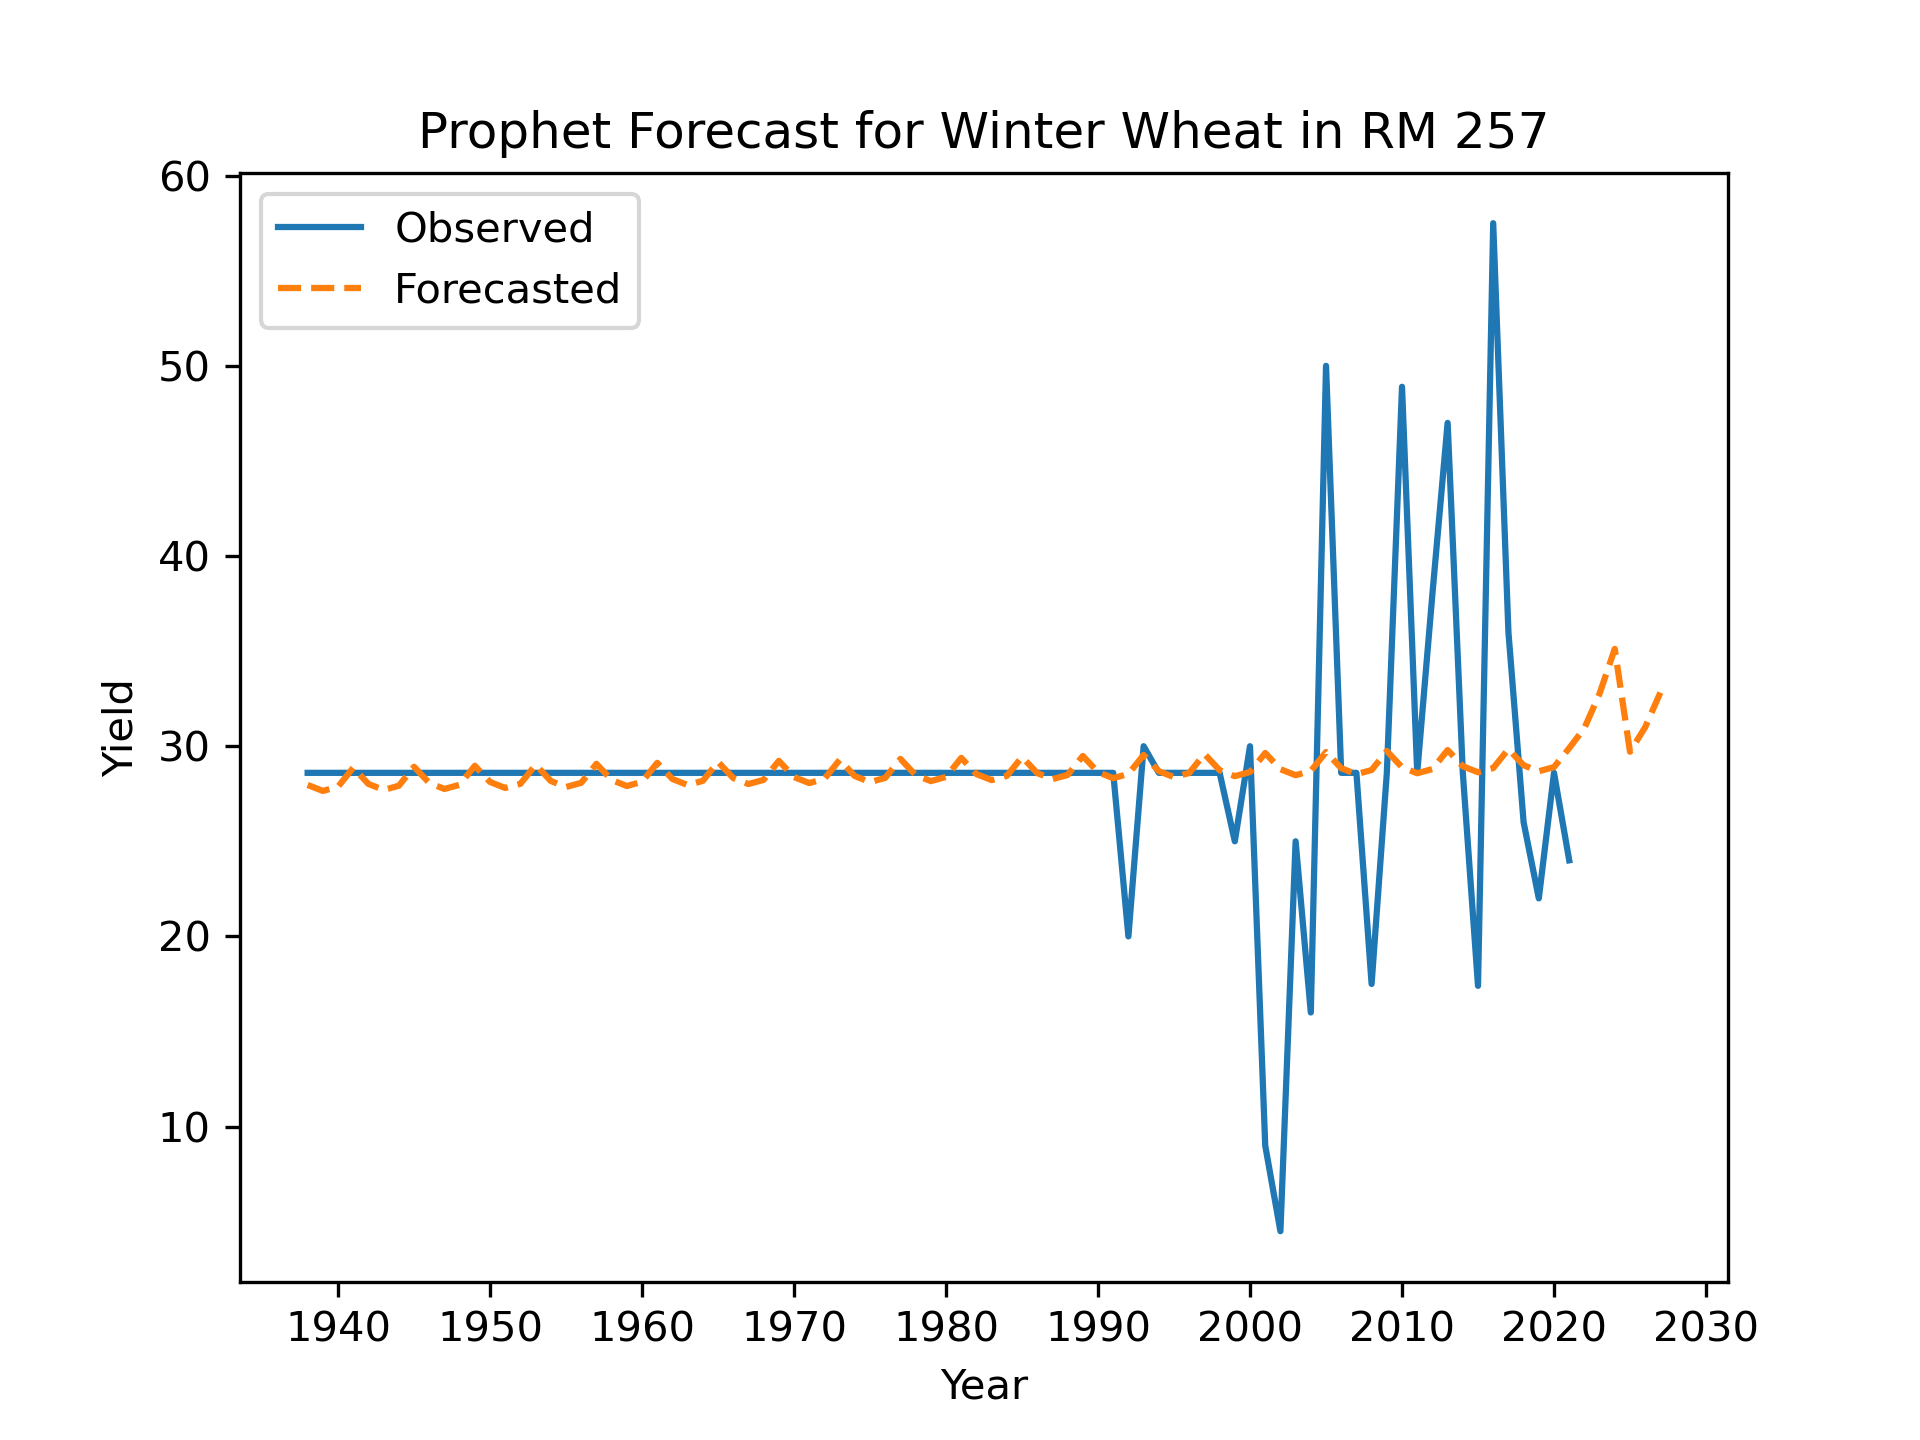 Prophet Forecast for Winter Wheat in RM 257
60
50
40
30
20
10
Yield
Observed
Forecasted
1940 1950 1960 1970 1980 1990 2000 2010 2020 2030
Year